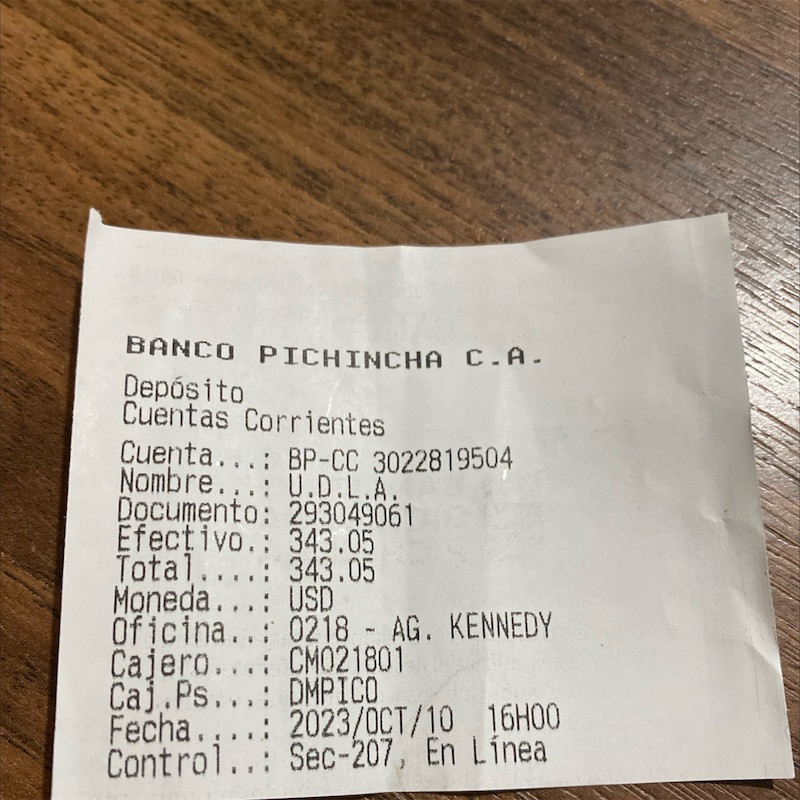 BANCO PICHINCHA C.A.
Depósito
Cuentas Corrientes
Cuenta...: BP-CC 3022819504
Nombre...: U.D.L.A.
Documento: 293049061
Efectivo.: 343.05
Total....: 343.05
Moneda...: USD
Oficina..: 0218 - AG. KENNEDY
Cajero...: CM021801
Caj.Ps...: DMPICO
Fecha....: 2023/OCT/10  16H00
Control..: Sec-207, En Línea